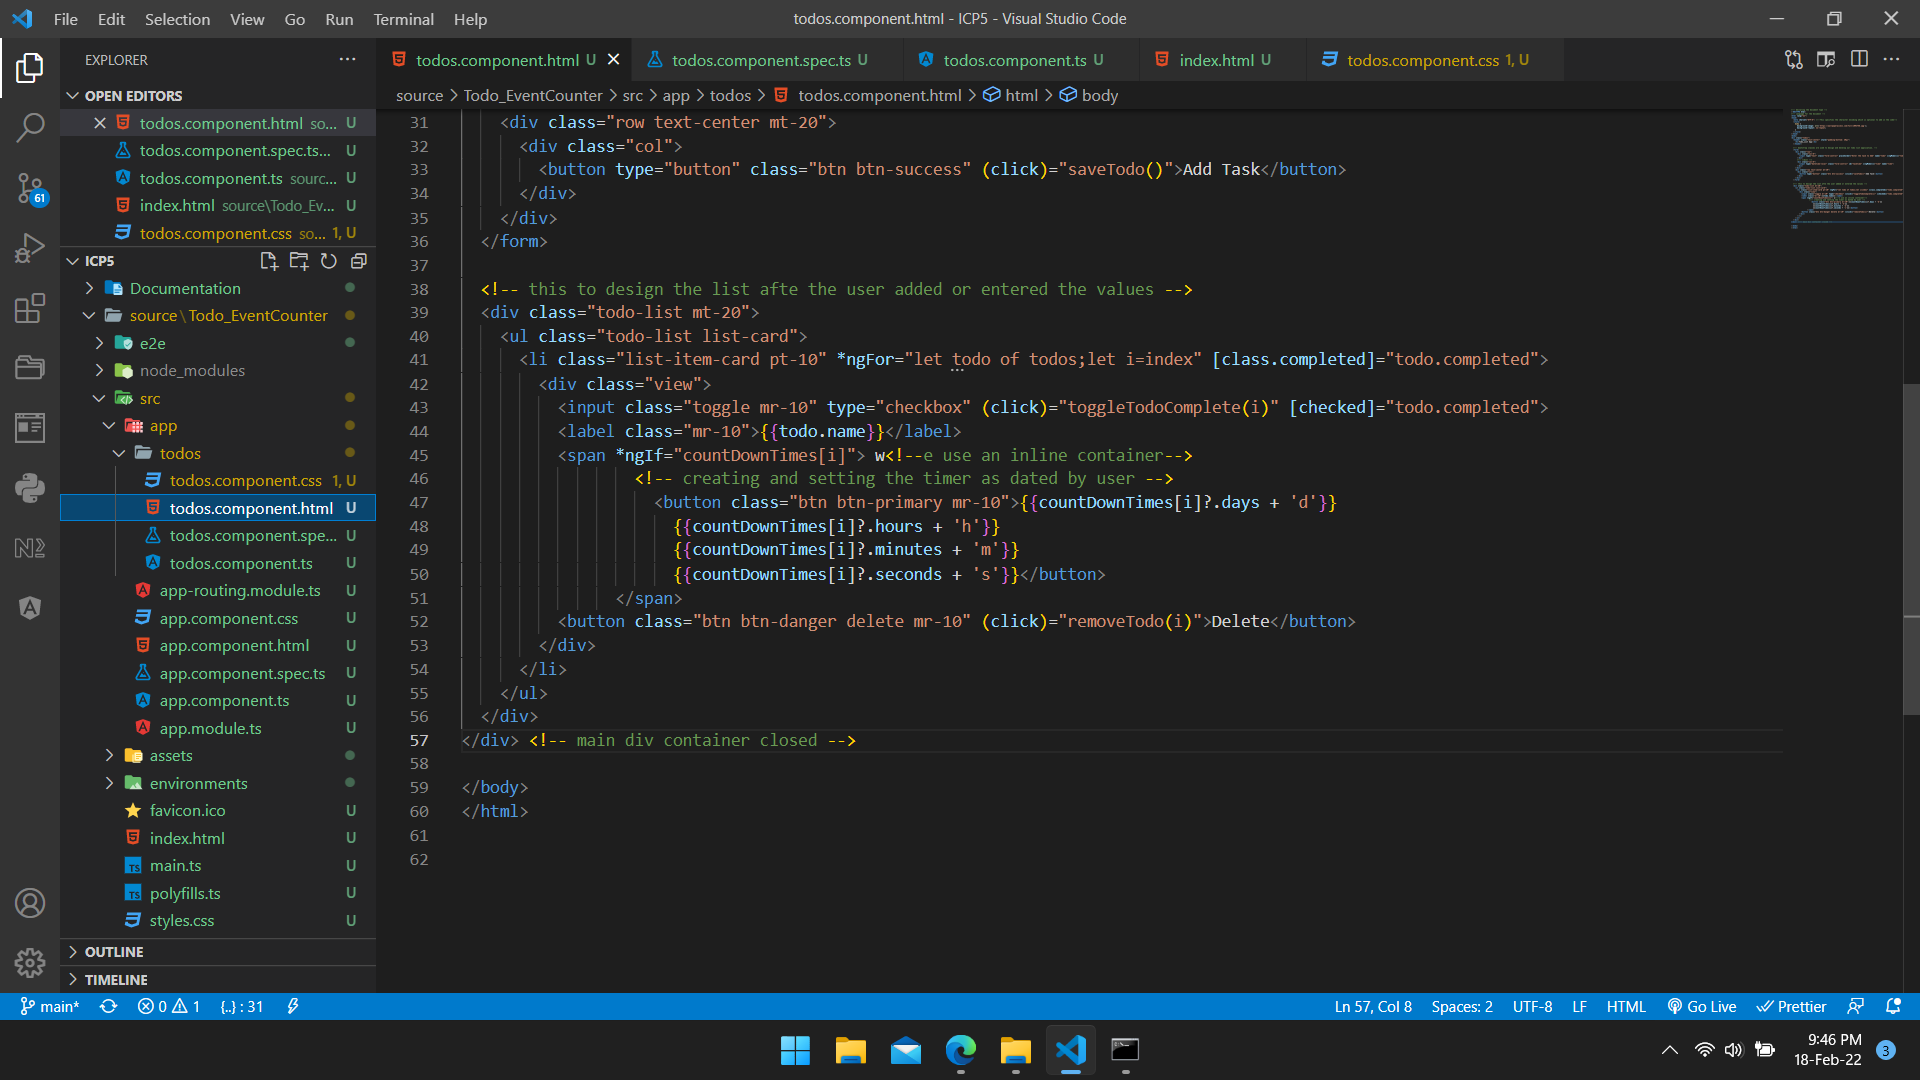 File Edit Selection View Go Run Terminal Help
todos.component.html - ICP5 - Visual Studio Code
EXPLORER
todos.component.html U
todos.component.spec.ts U
todos.component.ts U
index.html U
todos.component.css 1, U
source > Todo_EventCounter > src > app > todos > todos.component.html > html > body
OPEN EDITORS
todos.component.html so... U
todos.component.spec.ts... U
todos.component.ts sourc... U
index.html source\Todo_Ev... U
todos.component.css so... 1, U
61
ICP5
Documentation
source\Todo_EventCounter
e2e
node_modules
src
app
todos
todos.component.css 1, U
todos.component.html U
todos.component.spe... U
todos.component.ts U
app-routing.module.ts U
app.component.css U
app.component.html U
app.component.spec.ts U
app.component.ts U
app.module.ts U
assets
environments
favicon.ico U
index.html U
main.ts U
polyfills.ts U
styles.css U
OUTLINE
TIMELINE
31 <div class="row text-center mt-20">
32 <div class="col">
33 <button type="button" class="btn btn-success" (click)="saveTodo()">Add Task</button>
34 </div>
35 </div>
36 </form>
37
38 <!-- this to design the list afte the user added or entered the values -->
39 <div class="todo-list mt-20">
40 <ul class="todo-list list-card">
41 <li class="list-item-card pt-10" *ngFor="let todo of todos;let i=index" [class.completed]="todo.completed">
42 <div class="view">
43 <input class="toggle mr-10" type="checkbox" (click)="toggleTodoComplete(i)" [checked]="todo.completed">
44 <label class="mr-10">{{todo.name}}</label>
45 <span *ngIf="countDownTimes[i]"> w<!--e use an inline container-->
46 <!-- creating and setting the timer as dated by user -->
47 <button class="btn btn-primary mr-10">{{countDownTimes[i]?.days + 'd'}}
48 {{countDownTimes[i]?.hours + 'h'}}
49 {{countDownTimes[i]?.minutes + 'm'}}
50 {{countDownTimes[i]?.seconds + 's'}}</button>
51 </span>
52 <button class="btn btn-danger delete mr-10" (click)="removeTodo(i)">Delete</button>
53 </div>
54 </li>
55 </ul>
56 </div>
57 </div> <!-- main div container closed -->
58
59 </body>
60 </html>
61
62
main* 0 1 {..} : 31
Ln 57, Col 8 Spaces: 2 UTF-8 LF HTML Go Live Prettier
9:46 PM
18-Feb-22
3